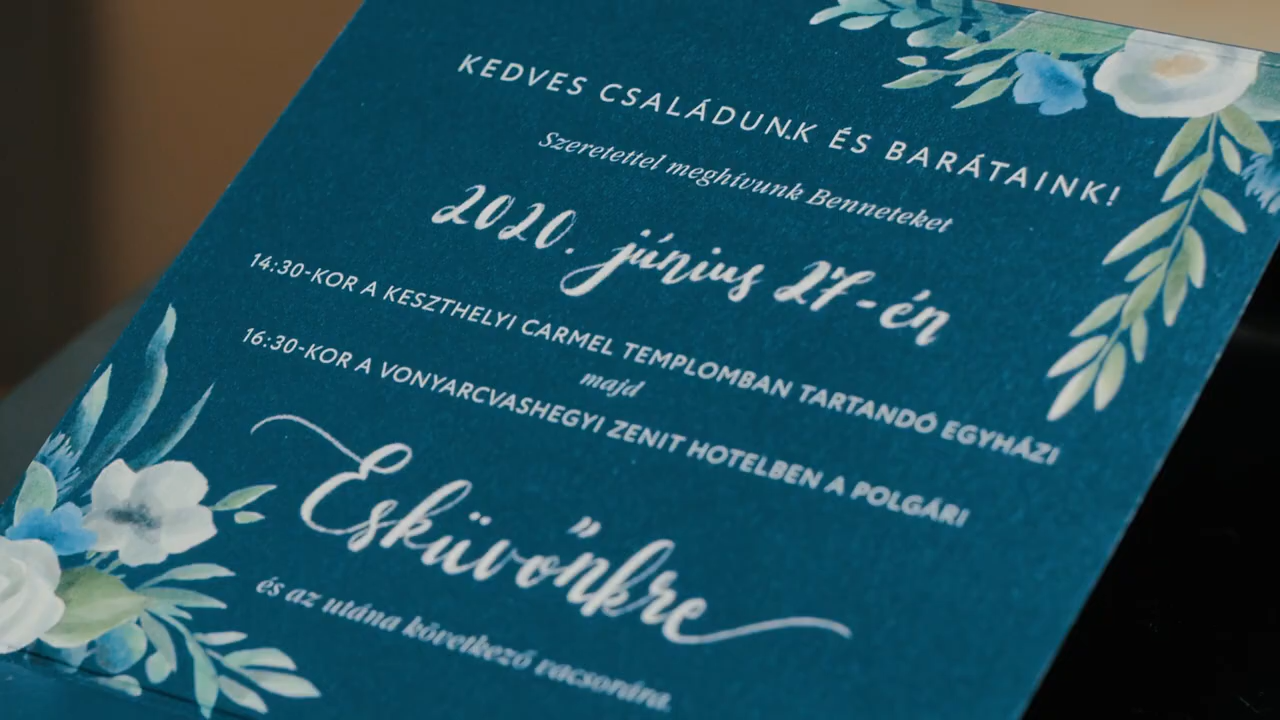 KEDVES CSALÁDUNK ÉS BARÁTAINK!
Szeretettel meghívunk Benneteket
2020. június 27-én
14:30-KOR A KESZTHELYI CARMEL TEMPLOMBAN TARTANDÓ EGYHÁZI
majd
16:30-KOR A VONYARCVASHEGYI ZENIT HOTELBEN A POLGÁRI
Esküvőnkre
és az utána következő vacsorára.